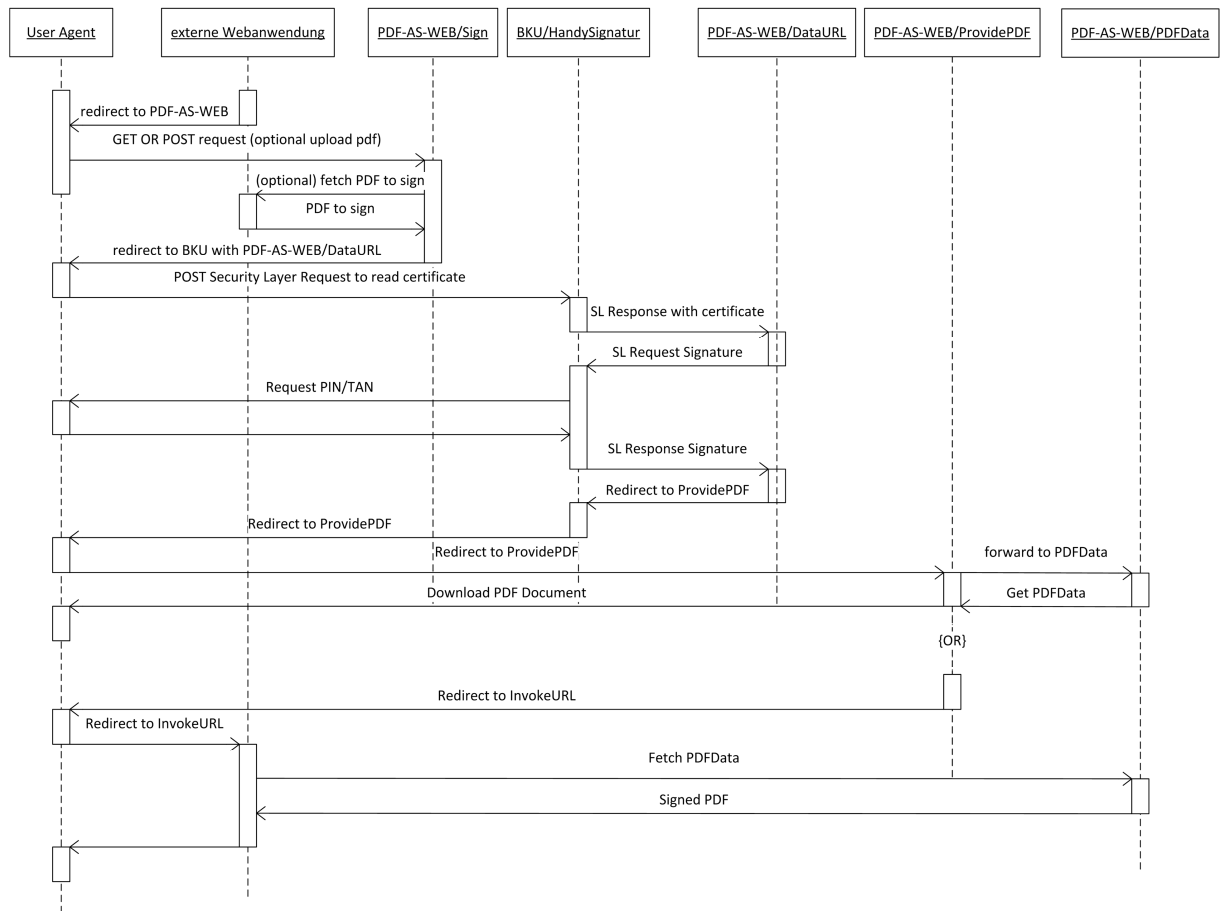 User Agent
externe Webanwendung
PDF-AS-WEB/Sign
BKU/HandySignatur
PDF-AS-WEB/DataURL
PDF-AS-WEB/ProvidePDF
PDF-AS-WEB/PDFData
redirect to PDF-AS-WEB
GET OR POST request (optional upload pdf)
(optional) fetch PDF to sign
PDF to sign
redirect to BKU with PDF-AS-WEB/DataURL
POST Security Layer Request to read certificate
SL Response with certificate
SL Request Signature
Request PIN/TAN
SL Response Signature
Redirect to ProvidePDF
Redirect to ProvidePDF
Redirect to ProvidePDF
forward to PDFData
Download PDF Document
Get PDFData
{OR}
Redirect to InvokeURL
Redirect to InvokeURL
Fetch PDFData
Signed PDF